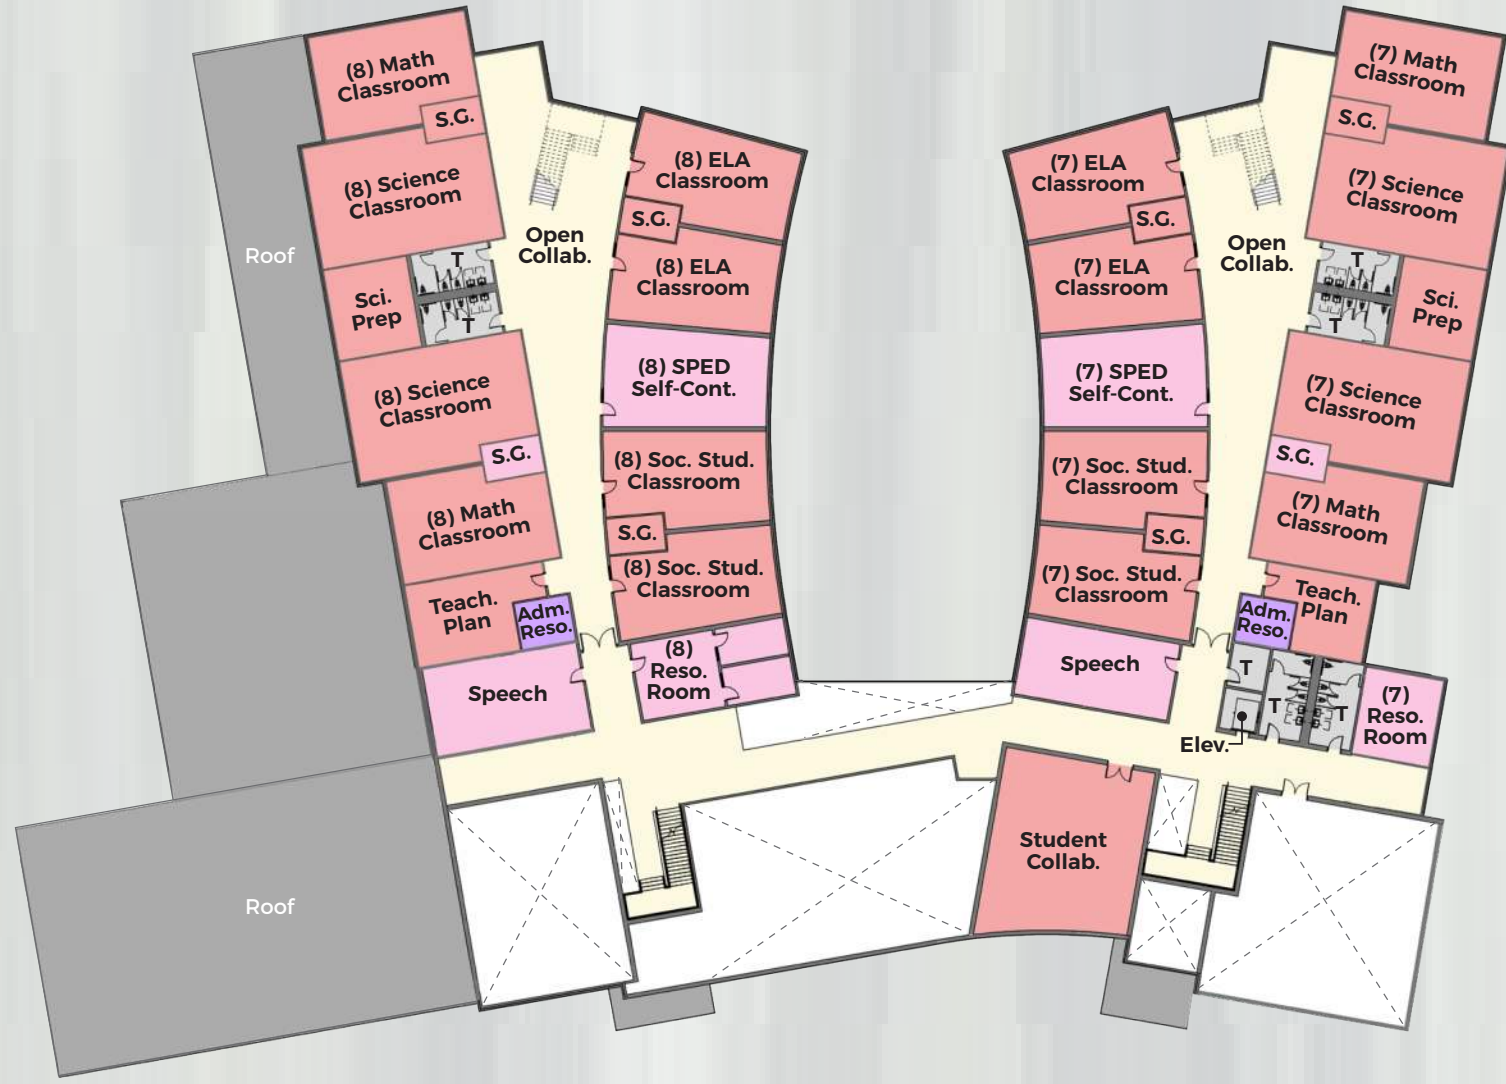 (8) Math
Classroom
S.G.
(8) Science
Classroom
Roof
Sci.
Prep
T
T
(8) Science
Classroom
S.G.
(8) Math
Classroom
Teach.
Plan
Adm.
Reso.
Speech
Open
Collab.
(8) ELA
Classroom
S.G.
(8) ELA
Classroom
(8) SPED
Self-Cont.
(8) Soc. Stud.
Classroom
S.G.
(8) Soc. Stud.
Classroom
(8)
Reso.
Room
(7) ELA
Classroom
S.G.
(7) ELA
Classroom
(7) SPED
Self-Cont.
(7) Soc. Stud.
Classroom
S.G.
(7) Soc. Stud.
Classroom
Speech
Open
Collab.
(7) Math
Classroom
S.G.
(7) Science
Classroom
T
T
Sci.
Prep
(7) Science
Classroom
S.G.
(7) Math
Classroom
Teach.
Plan
Adm.
Reso.
T
T
T
Elev.
(7)
Reso.
Room
Student
Collab.
Roof